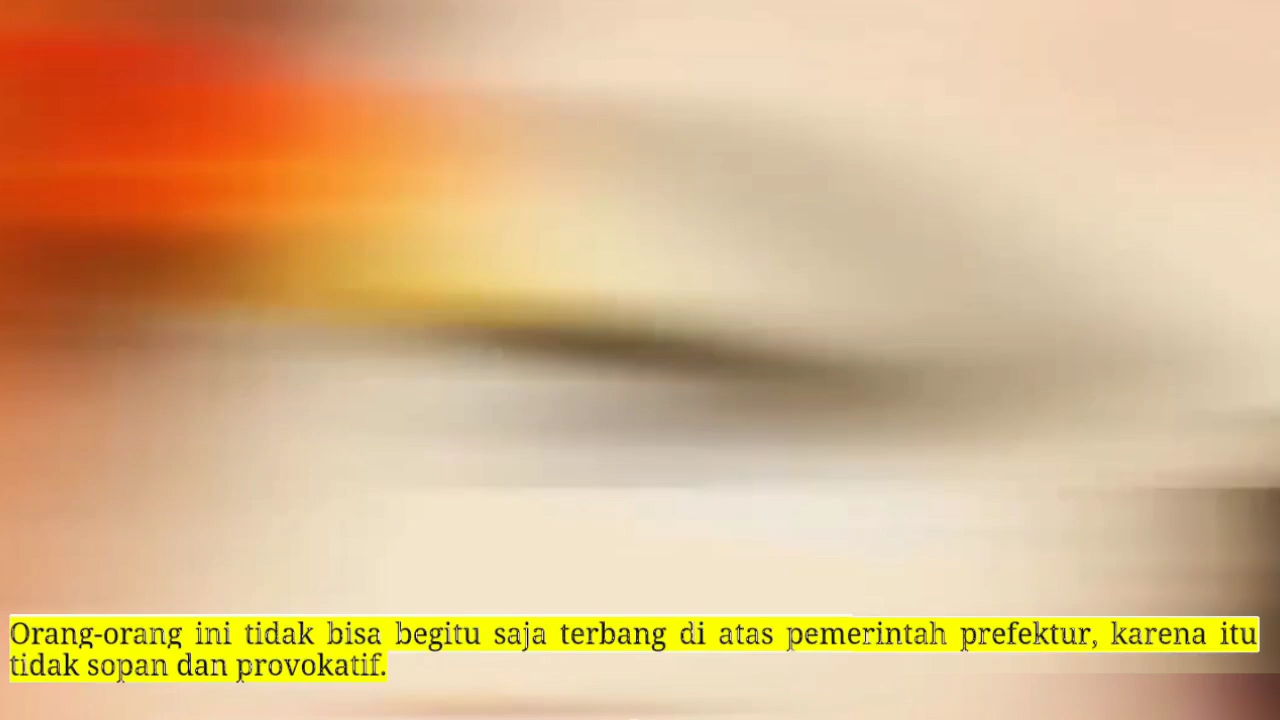 Orang-orang ini tidak bisa begitu saja terbang di atas pemerintah prefektur, karena itu
tidak sopan dan provokatif.